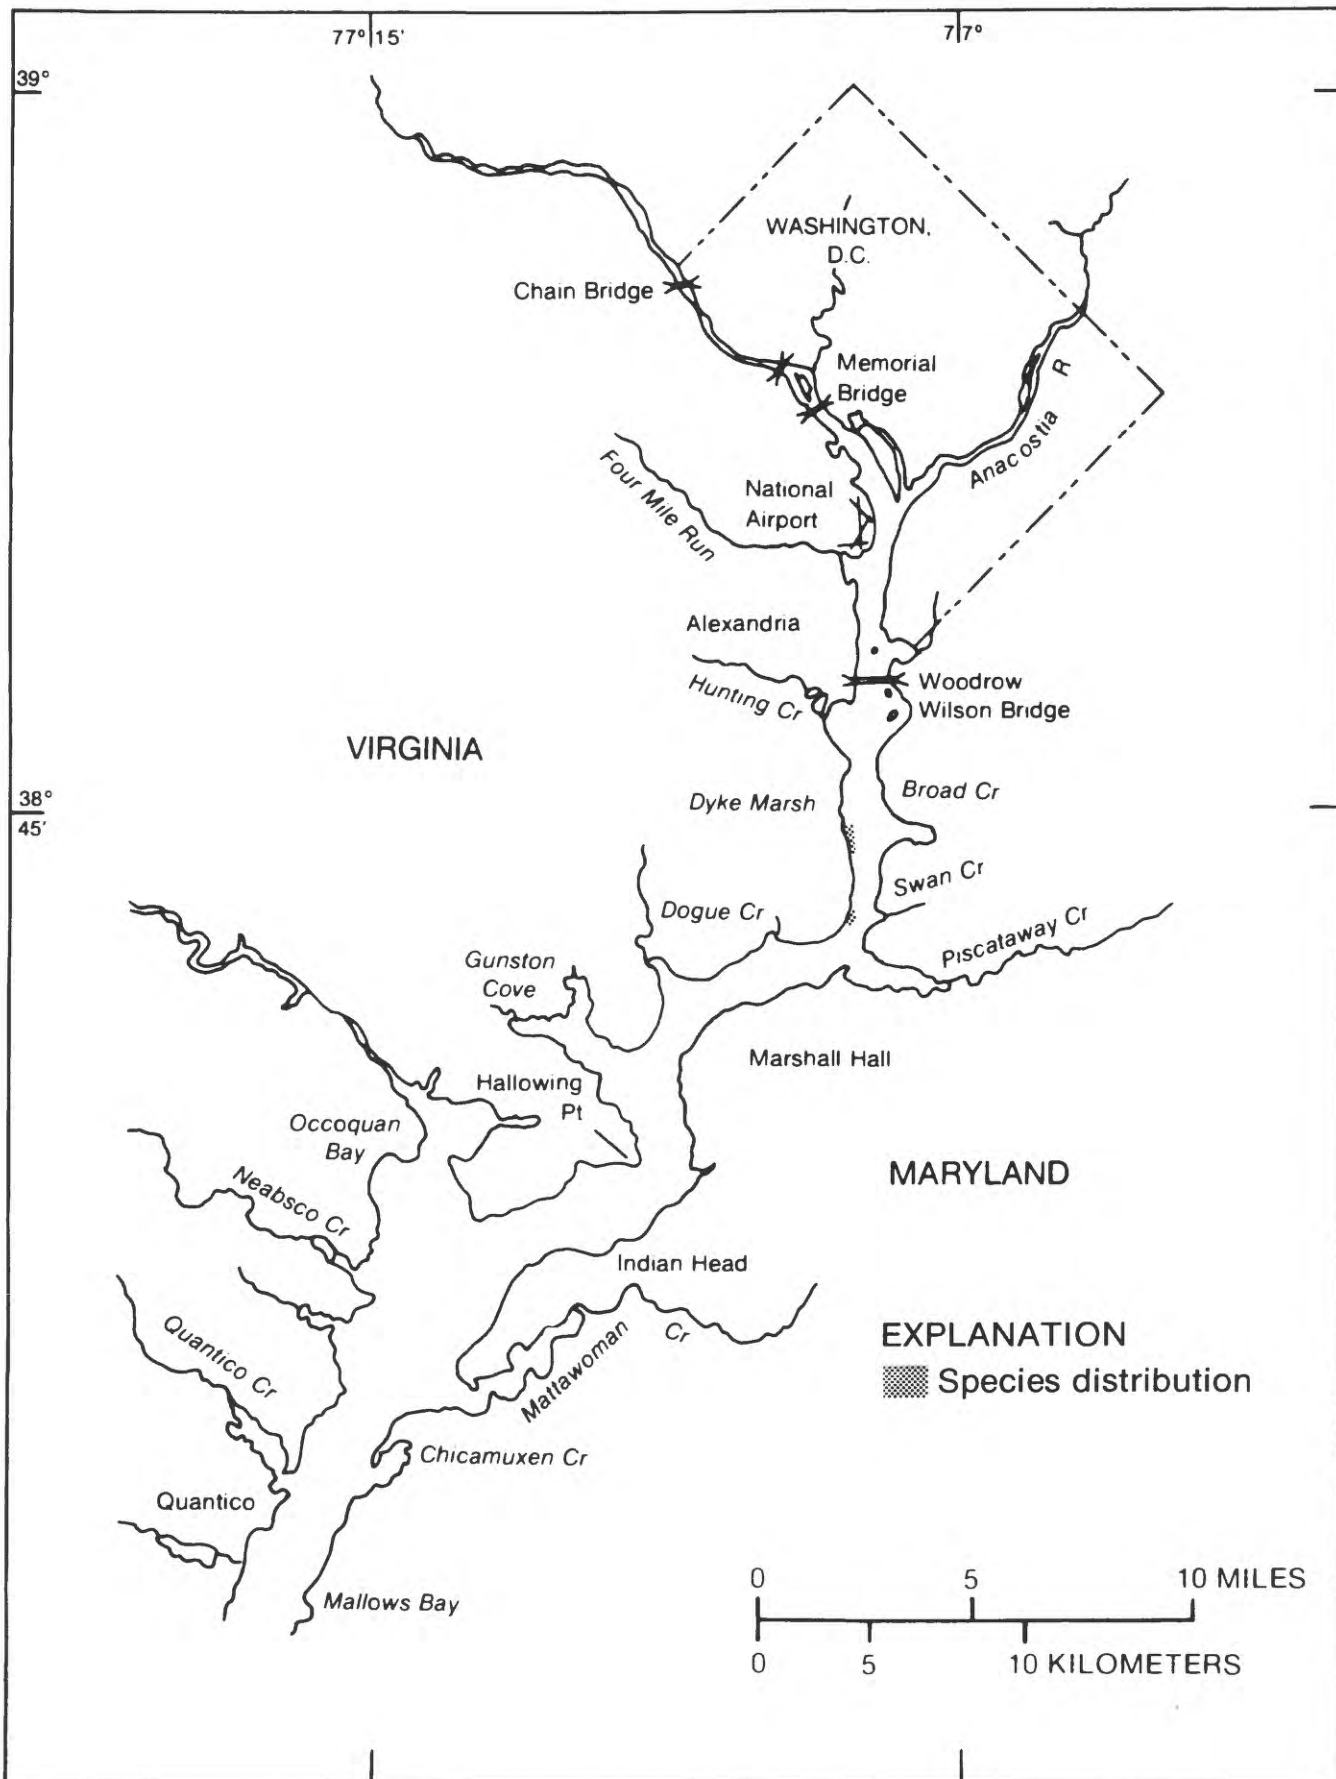 77° 15'
77°
39°
WASHINGTON,
D.C.
Chain Bridge
Memorial
Bridge
Anacostia R
Four Mile Run
National
Airport
Alexandria
Hunting Cr
Woodrow
Wilson Bridge
VIRGINIA
38°
45'
Dyke Marsh
Broad Cr
Swan Cr
Dogue Cr
Piscataway Cr
Gunston
Cove
Marshall Hall
Hallowing
Pt
Occoquan
Bay
Neabsco Cr
MARYLAND
Indian Head
Quantico Cr
Mattawoman Cr
EXPLANATION
Species distribution
Chicamuxen Cr
Quantico
Mallows Bay
0 5 10 MILES
0 5 10 KILOMETERS